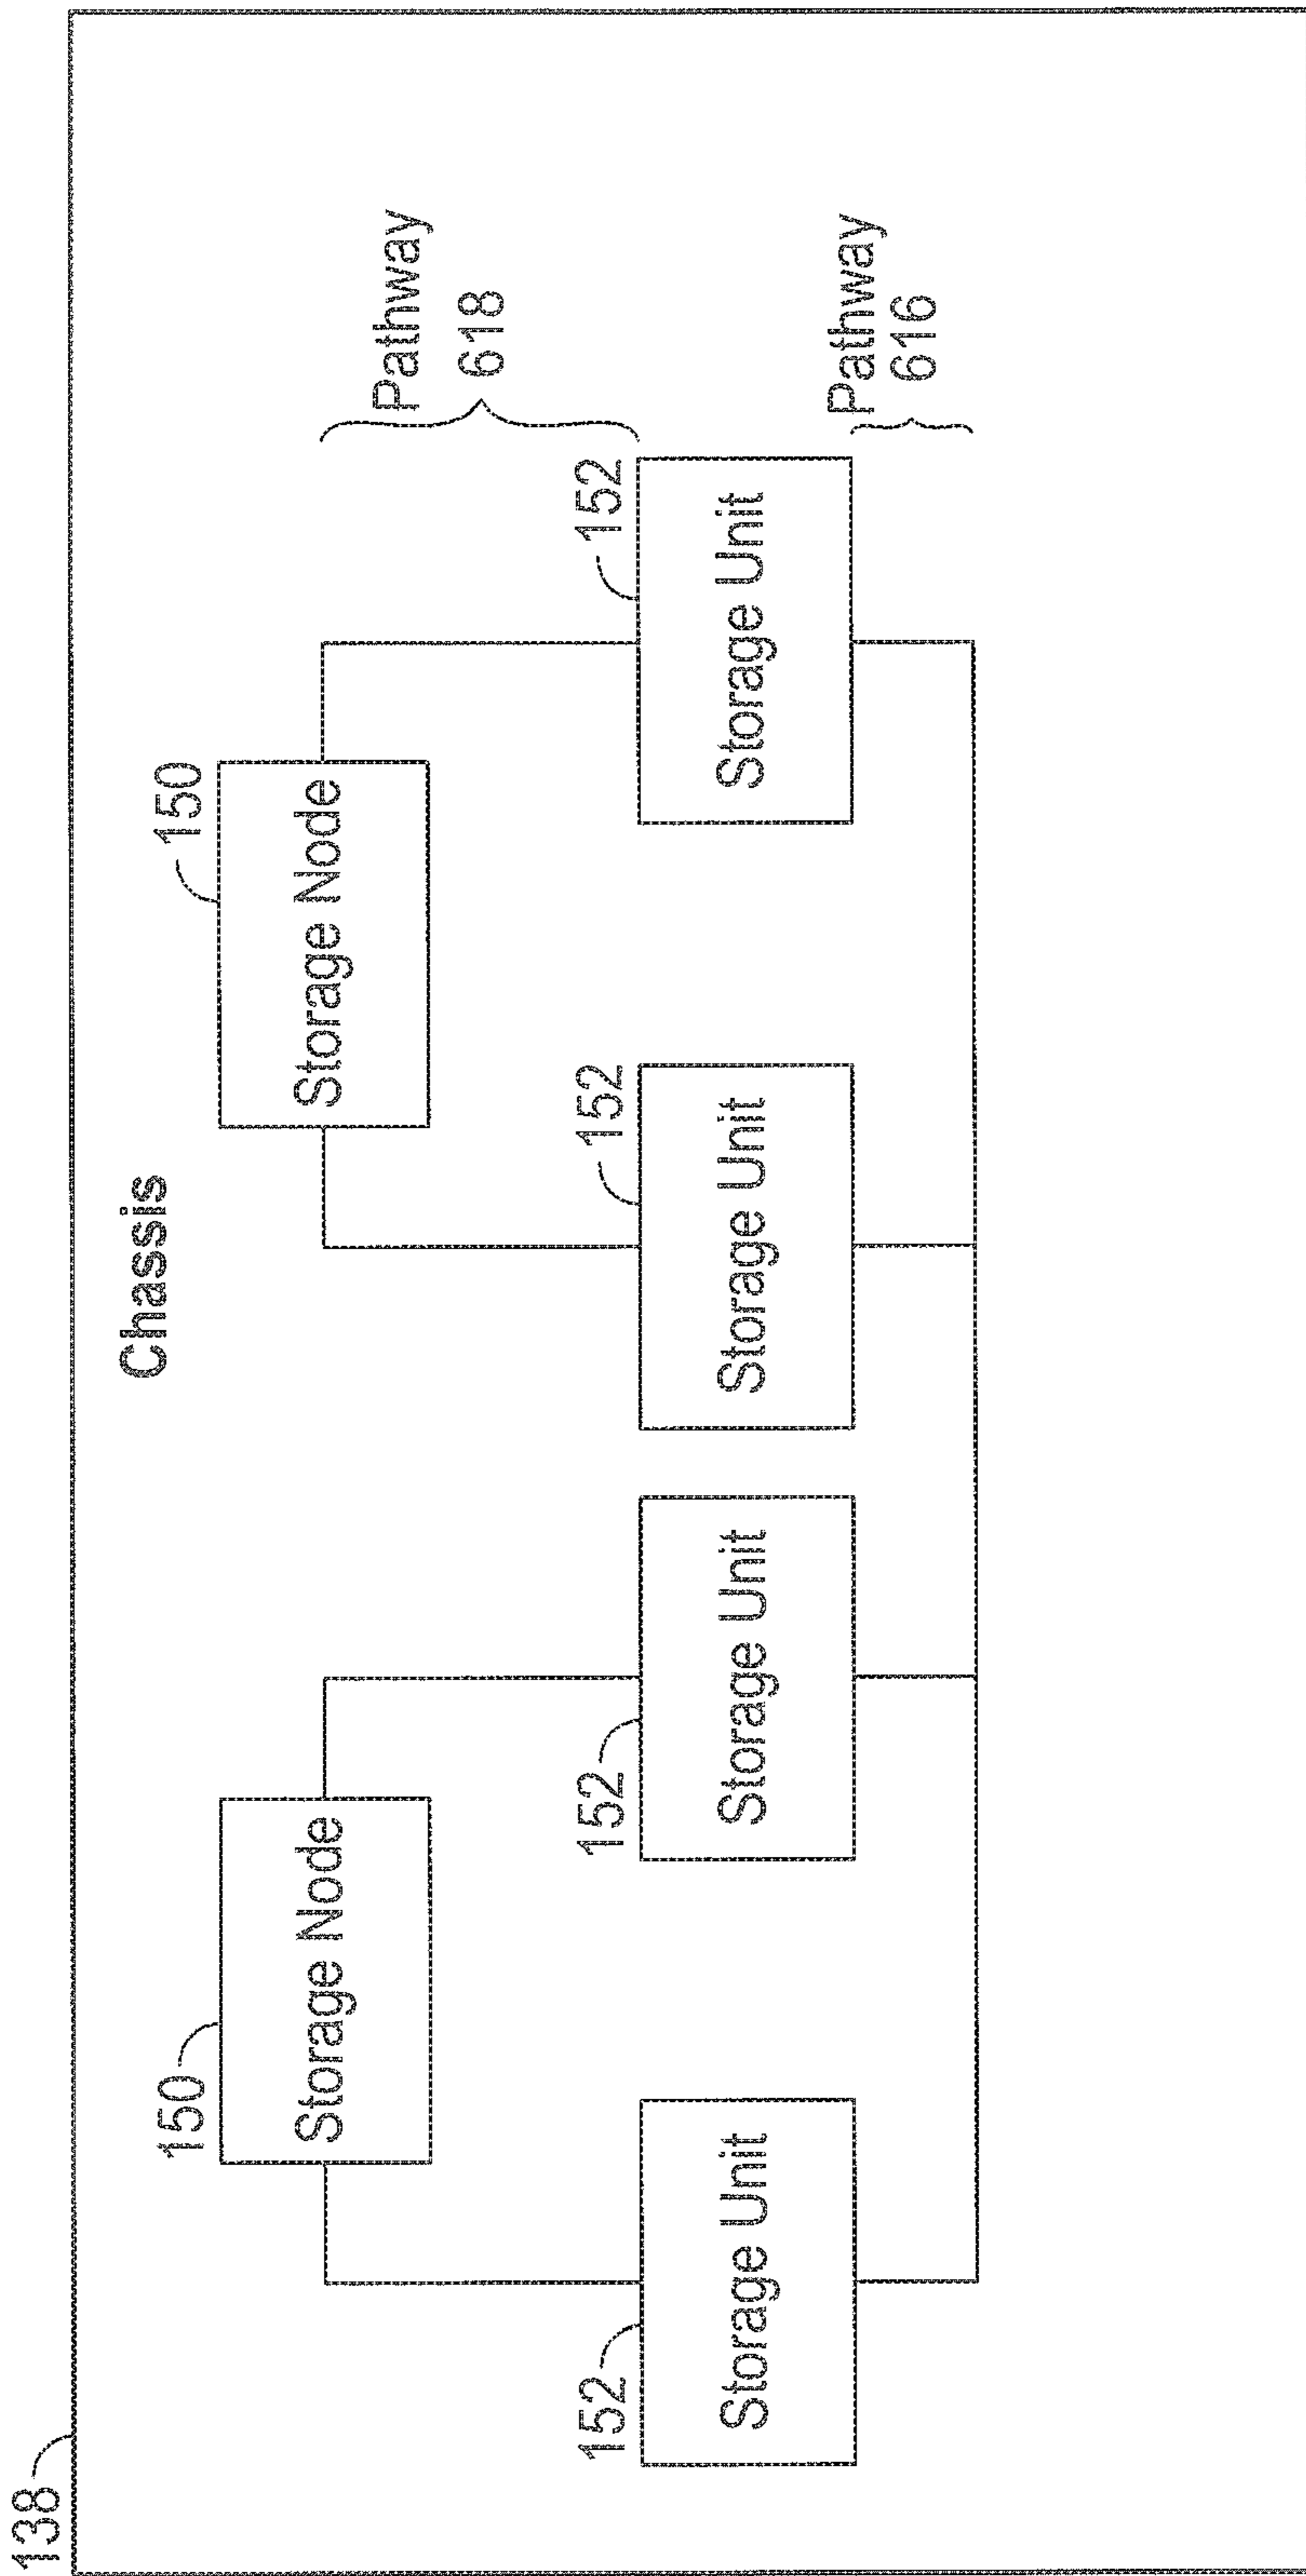 138
Chassis
150
Storage Node
150
Storage Node
Pathway
618
152
Storage Unit
152
Storage Unit
152
Storage Unit
152
Storage Unit
Pathway
616